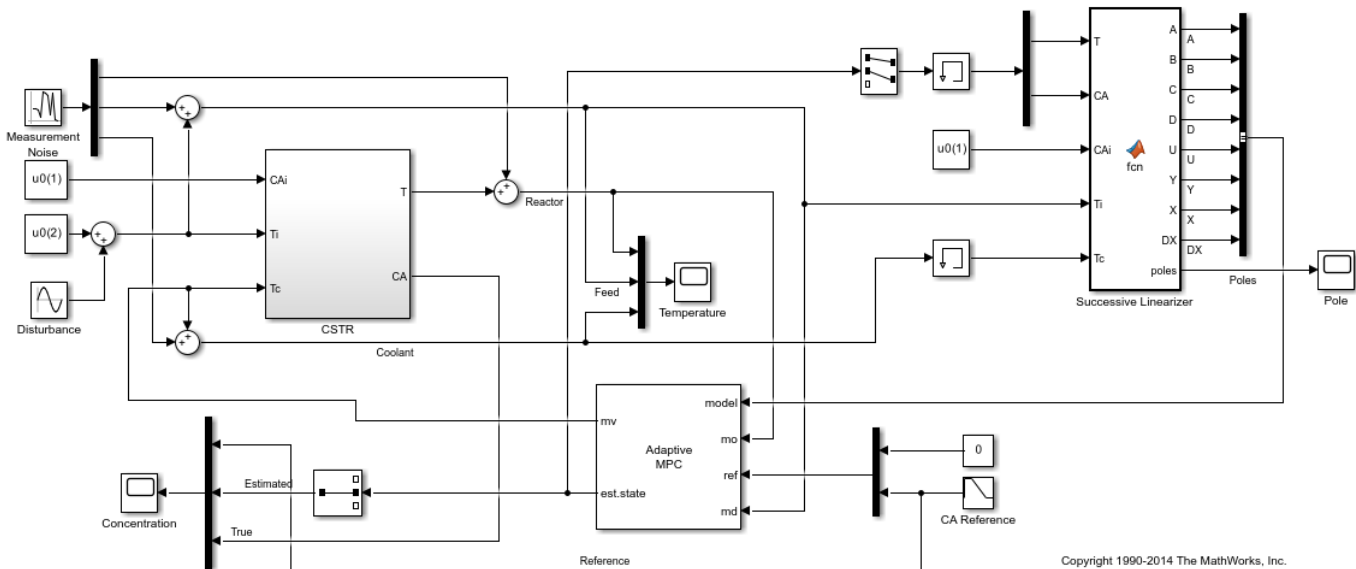 Measurement
Noise
u0(1)
u0(2)
Disturbance
CAi
Ti
Tc
T
CA
CSTR
Coolant
Reactor
Feed
Temperature
u0(1)
T
CA
CAi
Ti
Tc
fcn
A
B
C
D
U
Y
X
DX
poles
A
B
C
D
U
Y
X
DX
Successive Linearizer
Poles
Pole
mv
est.state
Adaptive
MPC
model
mo
ref
md
0
CA Reference
Estimated
True
Concentration
Reference
Copyright 1990-2014 The MathWorks, Inc.